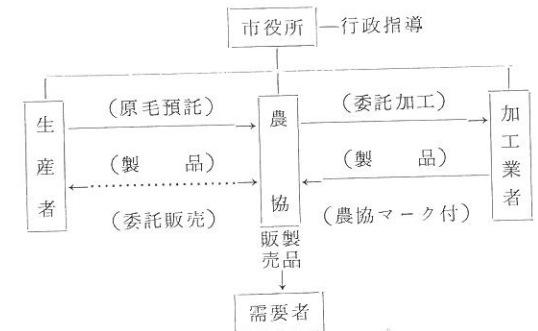 市役所―行政指導
生産者
(原毛預託)
(製　品)
(委託販売)
農協
(委託加工)
(製　品)
(農協マーク付)
加工業者
製品
販売
需要者